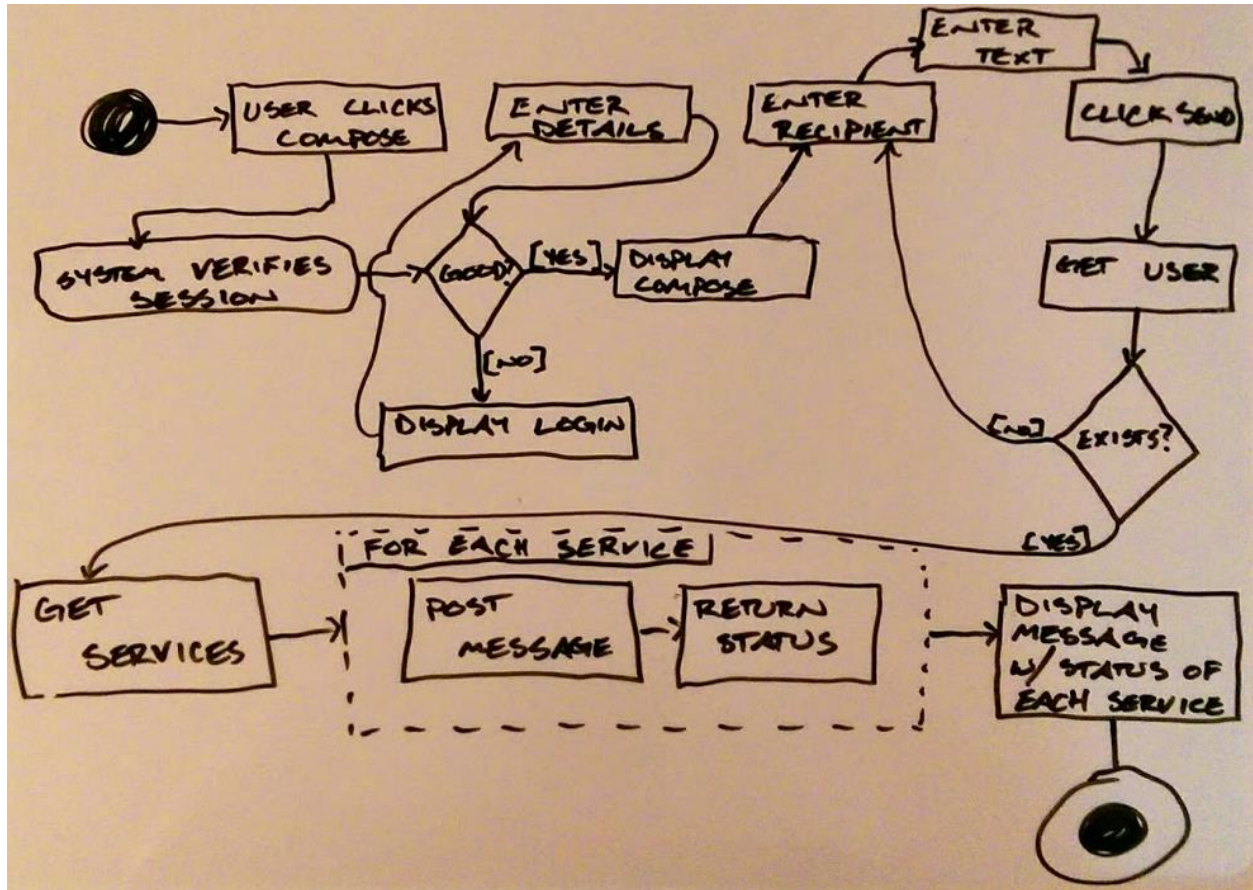 USER CLICKS
COMPOSE
ENTER
DETAILS
ENTER
RECIPIENT
ENTER
TEXT
CLICK SEND
SYSTEM VERIFIES
SESSION
GOOD?
[YES]
DISPLAY
COMPOSE
GET USER
[NO]
DISPLAY LOGIN
[NO]
EXISTS?
[YES]
FOR EACH SERVICE
GET
SERVICES
POST
MESSAGE
RETURN
STATUS
DISPLAY
MESSAGE
W/ STATUS OF
EACH SERVICE